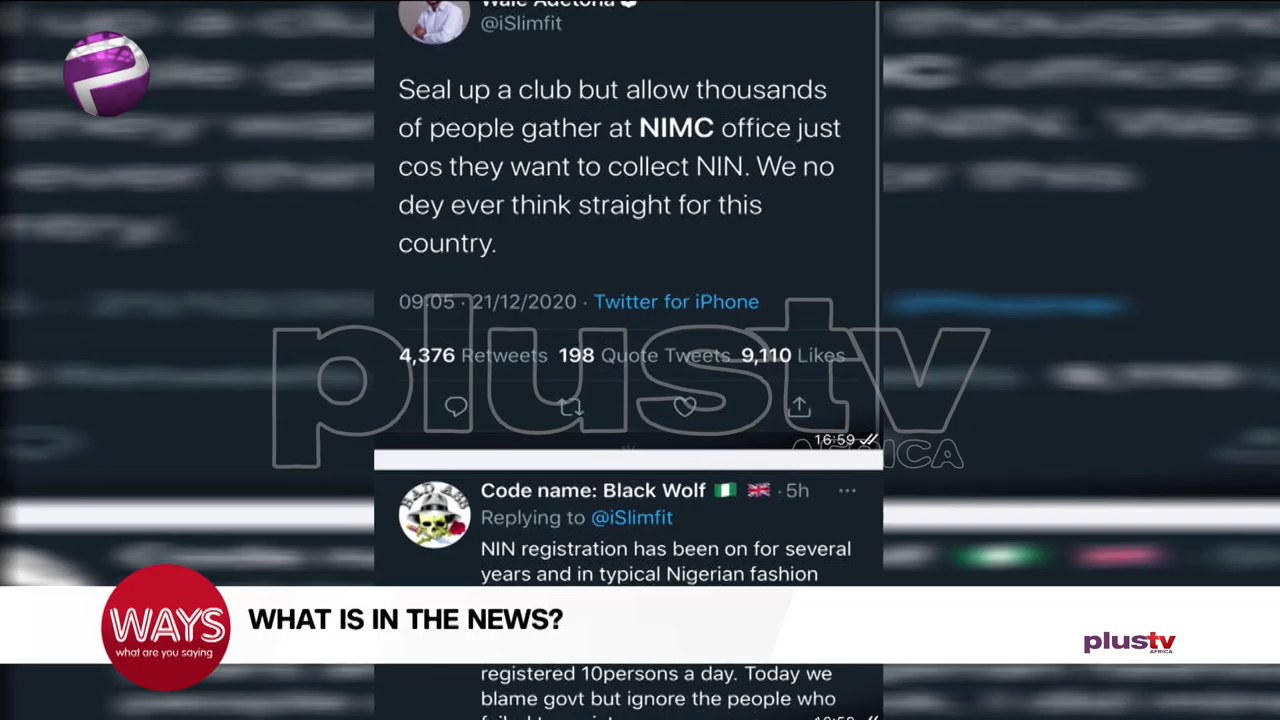 Wale Adetona
@iSlimfit
Seal up a club but allow thousands
of people gather at NIMC office just
cos they want to collect NIN. We no
dey ever think straight for this
country.
09:05 · 21/12/2020 · Twitter for iPhone
4,376 Retweets 198 Quote Tweets 9,110 Likes
plustv
AFRICA
16:59
Code name: Black Wolf 🇳🇬 🇬🇧 · 5h
Replying to @iSlimfit
BAD ASS
NIN registration has been on for several
years and in typical Nigerian fashion
WAYS
what are you saying
WHAT IS IN THE NEWS?
plustv
AFRICA
registered 10persons a day. Today we
blame govt but ignore the people who